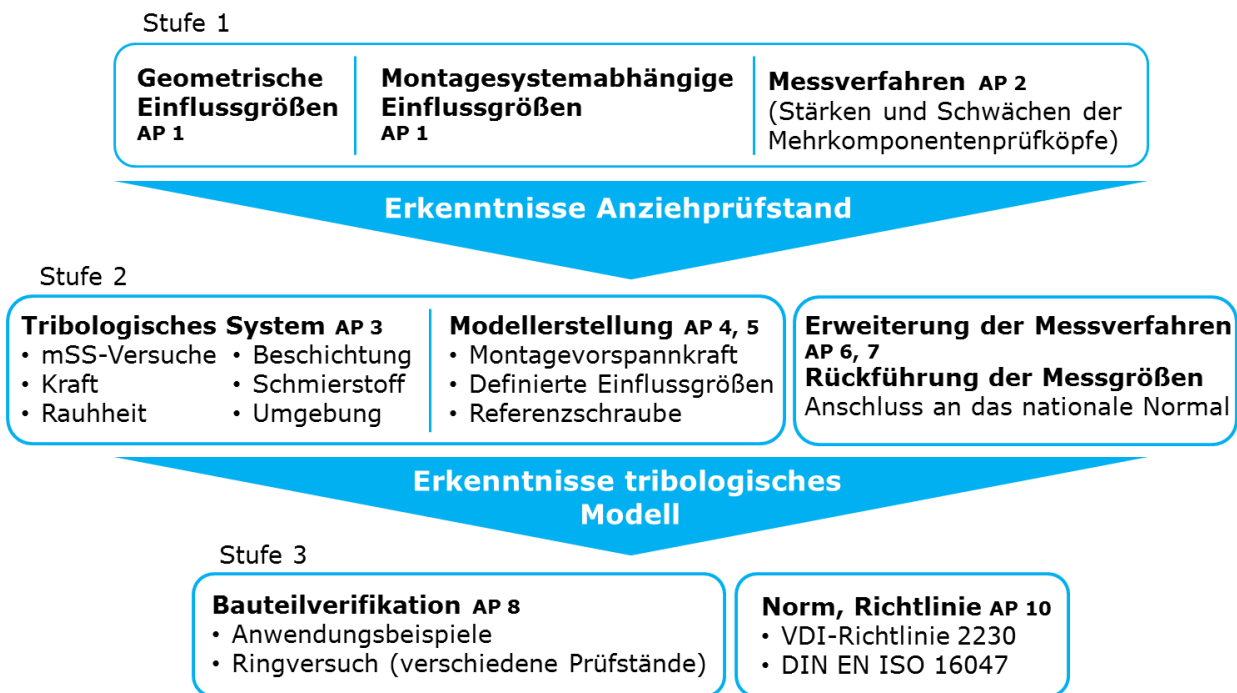 Stufe 1
Geometrische
Einflussgrößen
AP 1
Montagesystemabhängige
Einflussgrößen
AP 1
Messverfahren AP 2
(Stärken und Schwächen der
Mehrkomponentenprüfköpfe)
Erkenntnisse Anziehprüfstand
Stufe 2
Tribologisches System AP 3
• mSS-Versuche
• Kraft
• Rauhheit
• Beschichtung
• Schmierstoff
• Umgebung
Modellerstellung AP 4, 5
• Montagevorspannkraft
• Definierte Einflussgrößen
• Referenzschraube
Erweiterung der Messverfahren
AP 6, 7
Rückführung der Messgrößen
Anschluss an das nationale Normal
Erkenntnisse tribologisches
Modell
Stufe 3
Bauteilverifikation AP 8
• Anwendungsbeispiele
• Ringversuch (verschiedene Prüfstände)
Norm, Richtlinie AP 10
• VDI-Richtlinie 2230
• DIN EN ISO 16047